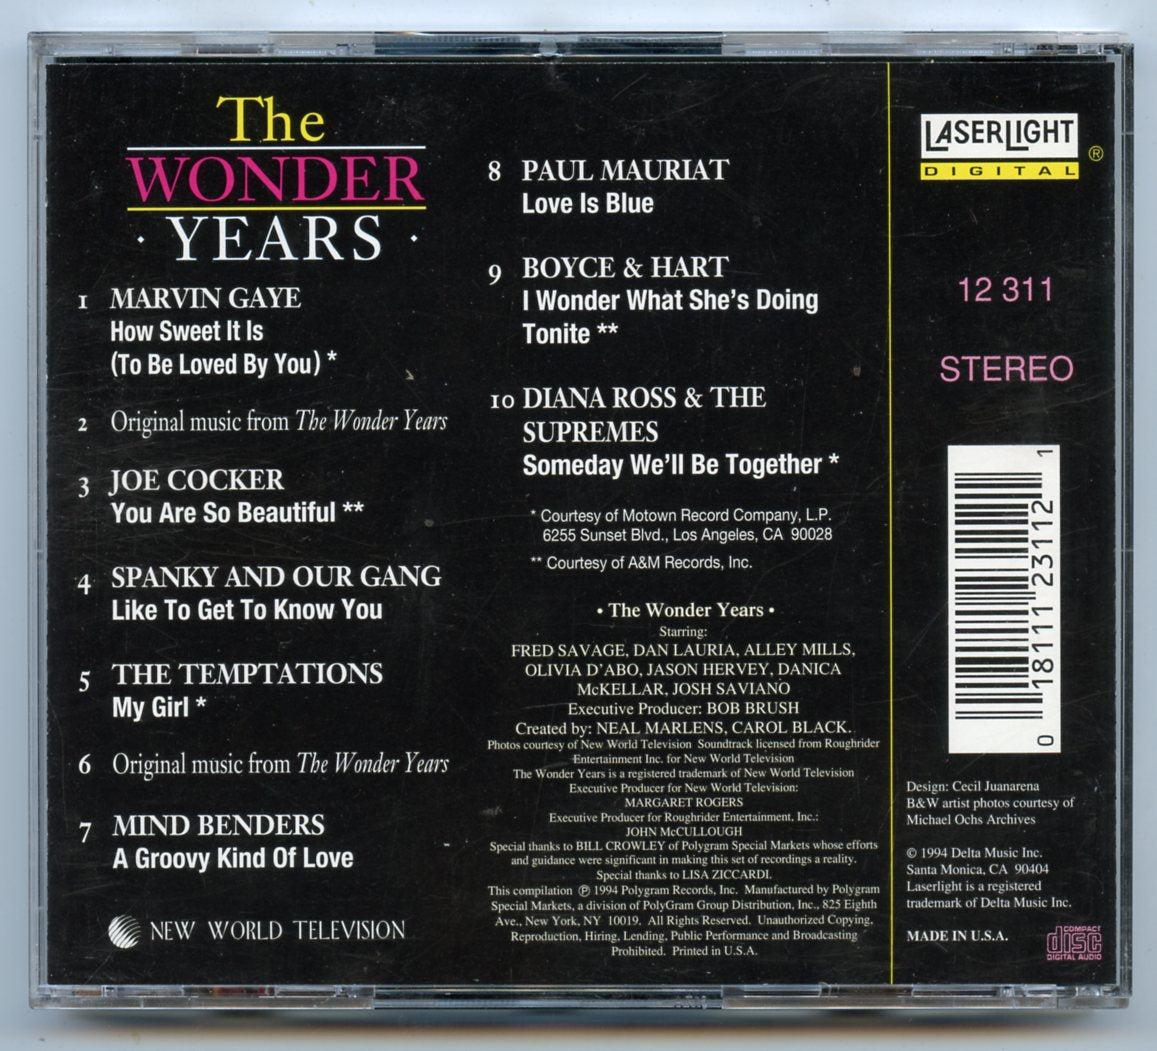 The
WONDER
· YEARS ·
1 MARVIN GAYE
How Sweet It Is
(To Be Loved By You) *
2 Original music from The Wonder Years
3 JOE COCKER
You Are So Beautiful **
4 SPANKY AND OUR GANG
Like To Get To Know You
5 THE TEMPTATIONS
My Girl *
6 Original music from The Wonder Years
7 MIND BENDERS
A Groovy Kind Of Love
NEW WORLD TELEVISION
8 PAUL MAURIAT
Love Is Blue
9 BOYCE & HART
I Wonder What She's Doing
Tonite **
10 DIANA ROSS & THE
SUPREMES
Someday We'll Be Together *
* Courtesy of Motown Record Company, L.P.
6255 Sunset Blvd., Los Angeles, CA 90028
** Courtesy of A&M Records, Inc.
• The Wonder Years •
Starring:
FRED SAVAGE, DAN LAURIA, ALLEY MILLS,
OLIVIA D'ABO, JASON HERVEY, DANICA
McKELLAR, JOSH SAVIANO
Executive Producer: BOB BRUSH
Created by: NEAL MARLENS, CAROL BLACK.
Photos courtesy of New World Television Soundtrack licensed from Roughrider
Entertainment Inc. for New World Television
The Wonder Years is a registered trademark of New World Television
Executive Producer for New World Television:
MARGARET ROGERS
Executive Producer for Roughrider Entertainment, Inc.:
JOHN McCULLOUGH
Special thanks to BILL CROWLEY of Polygram Special Markets whose efforts
and guidance were significant in making this set of recordings a reality.
Special thanks to LISA ZICCARDI.
This compilation ℗ 1994 Polygram Records, Inc. Manufactured by Polygram
Special Markets, a division of PolyGram Group Distribution, Inc., 825 Eighth
Ave., New York, NY 10019. All Rights Reserved. Unauthorized Copying,
Reproduction, Hiring, Lending, Public Performance and Broadcasting
Prohibited. Printed in U.S.A.
LASERLIGHT
DIGITAL ®
12 311
STEREO
0 18111 23112 1
Design: Cecil Juanarena
B&W artist photos courtesy of
Michael Ochs Archives
© 1994 Delta Music Inc.
Santa Monica, CA 90404
Laserlight is a registered
trademark of Delta Music Inc.
MADE IN U.S.A.
COMPACT
disc
DIGITAL AUDIO